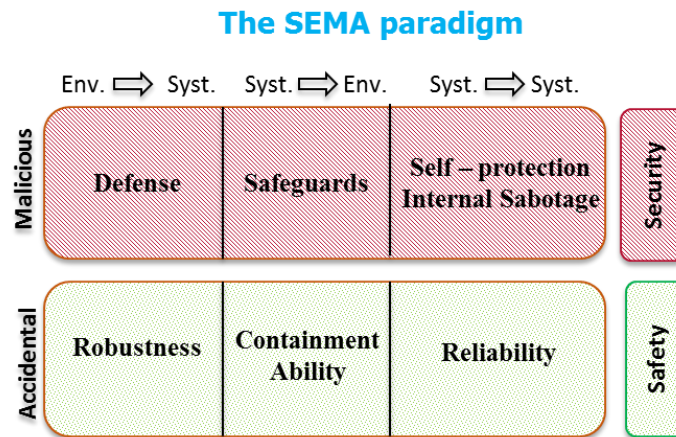 The SEMA paradigm
Env. Syst. Syst. Env. Syst. Syst.
Malicious
Defense
Safeguards
Self – protection
Internal Sabotage
Security
Accidental
Robustness
Containment
Ability
Reliability
Safety